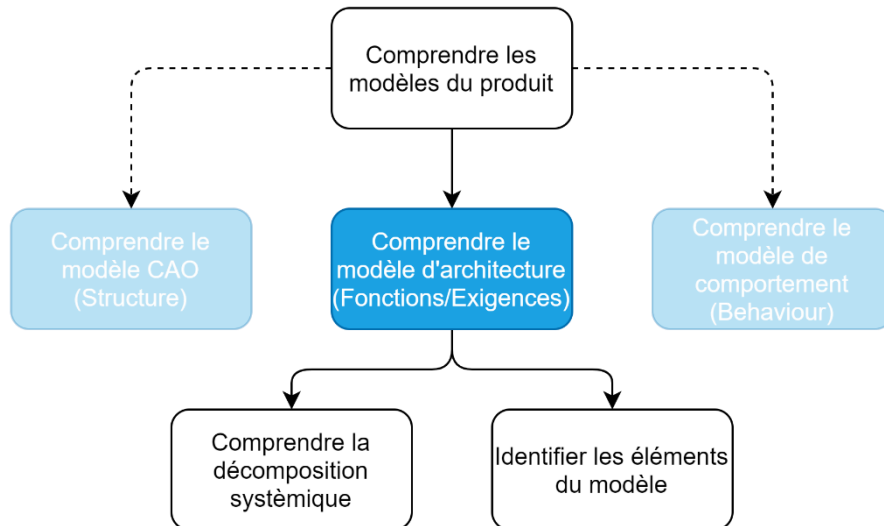 Comprendre les
modèles du produit
Comprendre le
modèle CAO
(Structure)
Comprendre le
modèle d'architecture
(Fonctions/Exigences)
Comprendre le
modèle de
comportement
(Behaviour)
Comprendre la
décomposition
systèmique
Identifier les éléments
du modèle